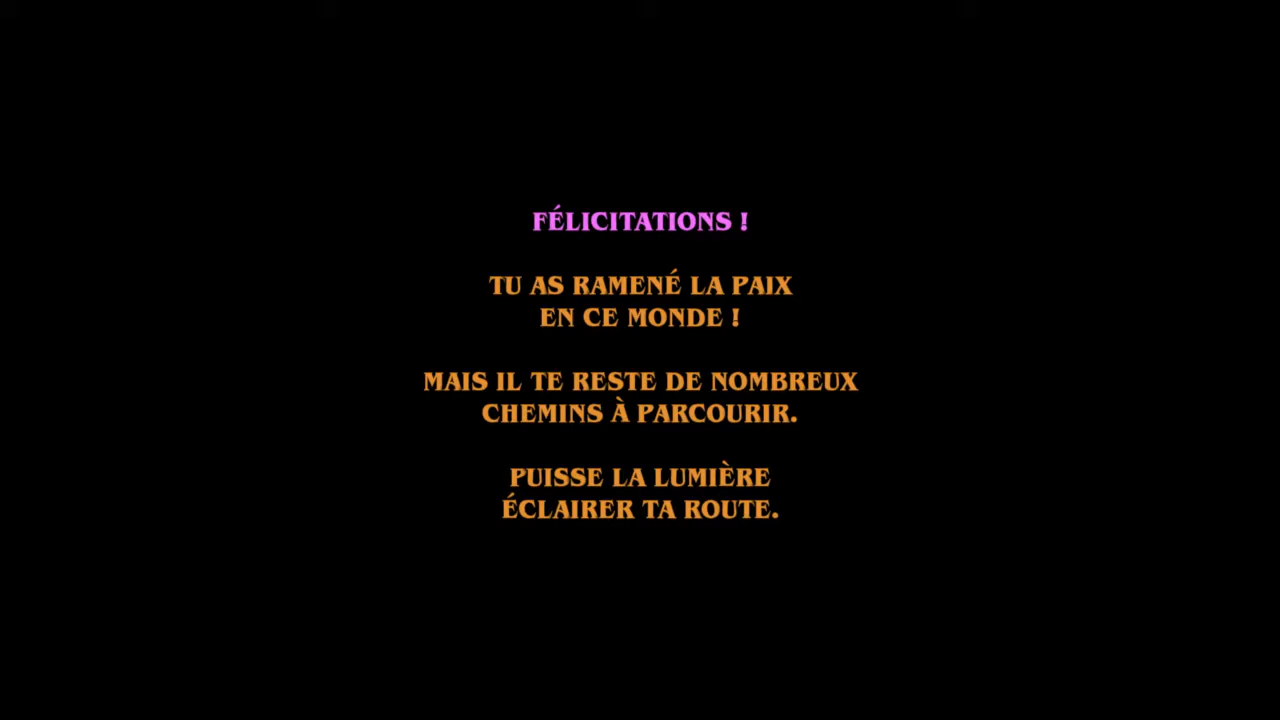 FÉLICITATIONS !
TU AS RAMENÉ LA PAIX
EN CE MONDE !
MAIS IL TE RESTE DE NOMBREUX
CHEMINS À PARCOURIR.
PUISSE LA LUMIÈRE
ÉCLAIRER TA ROUTE.